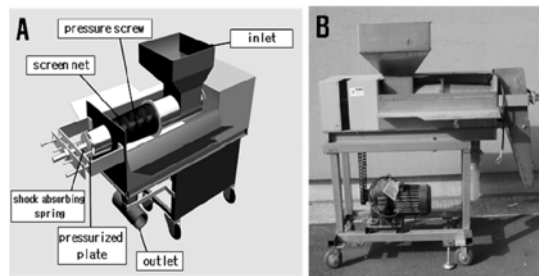 A
pressure screw
inlet
screen net
shock absorbing
spring
pressurized
plate
outlet
B